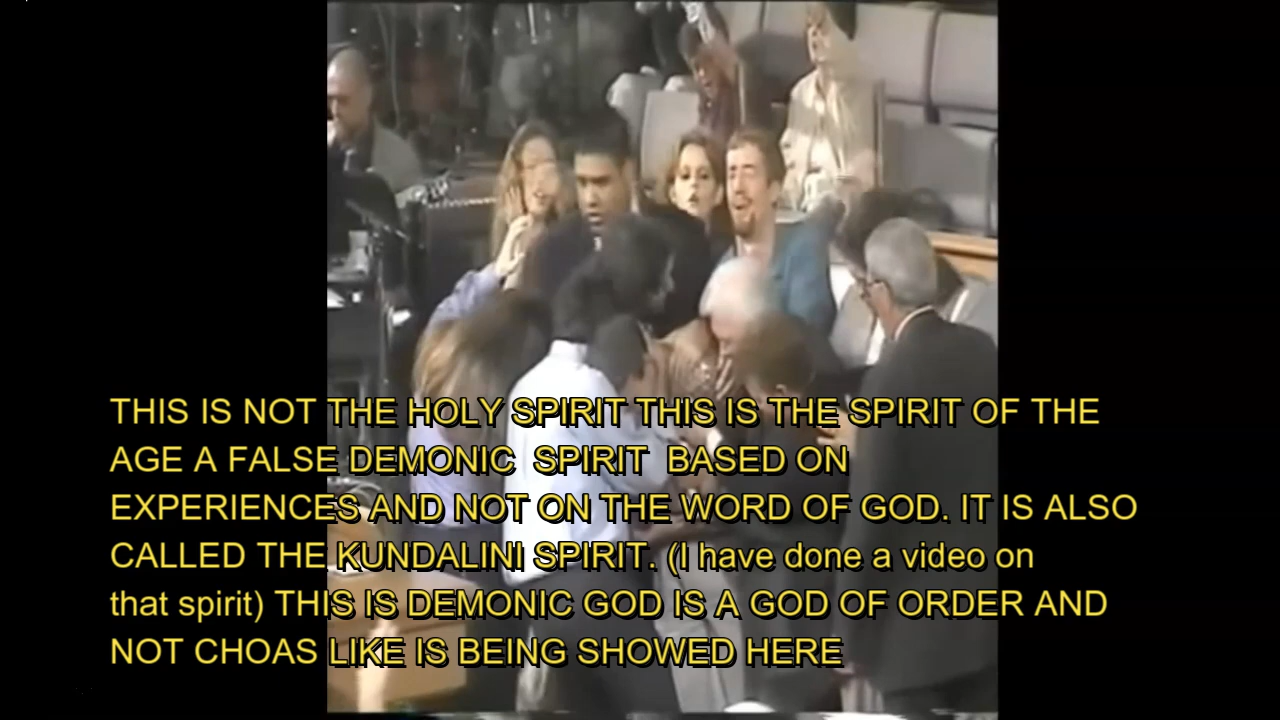 THIS IS NOT THE HOLY SPIRIT THIS IS THE SPIRIT OF THE
AGE A FALSE DEMONIC SPIRIT BASED ON
EXPERIENCES AND NOT ON THE WORD OF GOD. IT IS ALSO
CALLED THE KUNDALINI SPIRIT. (I have done a video on
that spirit) THIS IS DEMONIC GOD IS A GOD OF ORDER AND
NOT CHOAS LIKE IS BEING SHOWED HERE